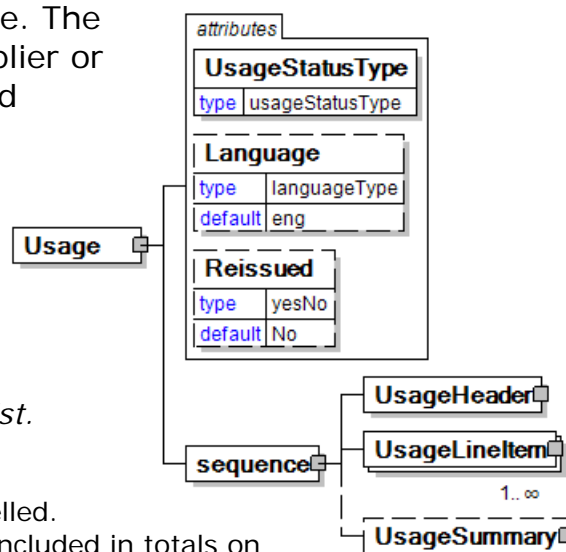 e. The
plier or
d
attributes
UsageStatusType
type usageStatusType
Language
type languageType
default eng
Usage
Reissued
type yesNo
default No
st.
UsageHeader
UsageLineItem
sequence
1.. ∞
elled.
ncluded in totals on
UsageSummary